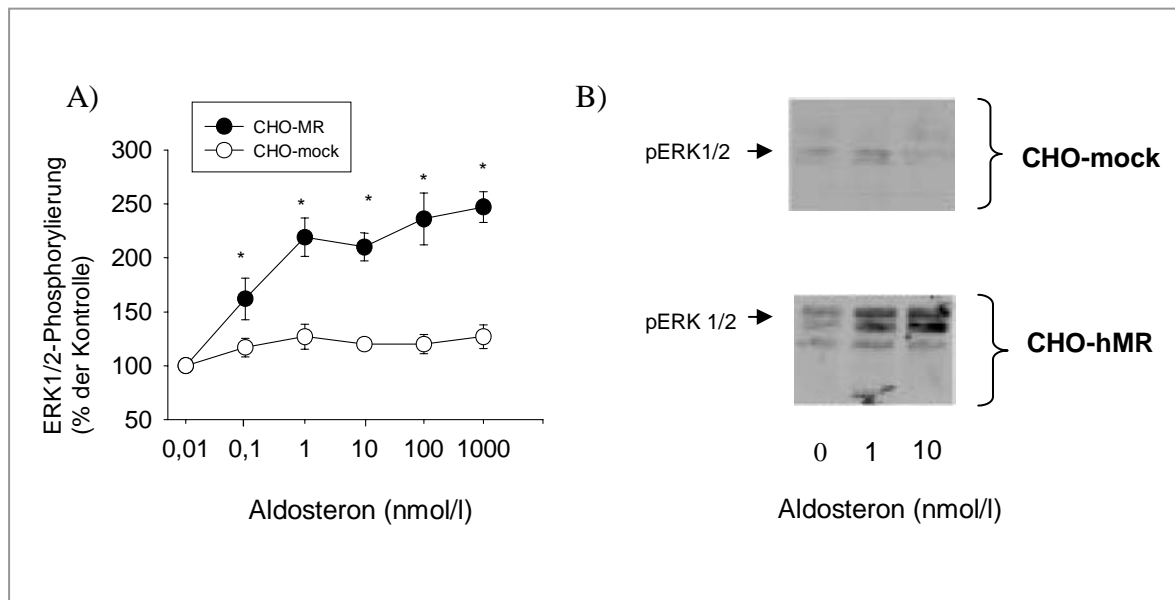 A)
CHO-MR
CHO-mock
ERK1/2-Phosphorylierung
(% der Kontrolle)
300
250
200
150
100
50
* * * * *
0,01 0,1 1 10 100 1000
Aldosteron (nmol/l)
B)
pERK1/2
CHO-mock
pERK 1/2
CHO-hMR
0 1 10
Aldosteron (nmol/l)